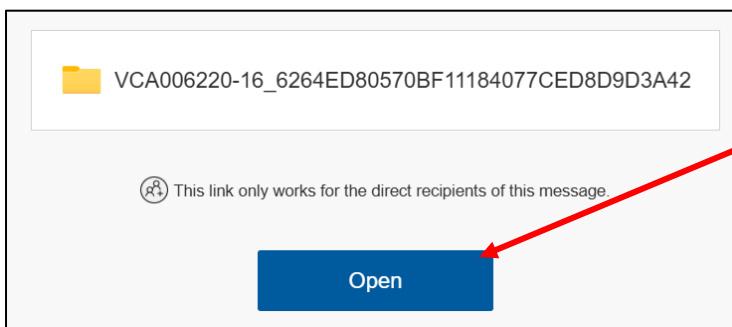 VCA006220-16_6264ED80570BF11184077CED8D9D3A42
This link only works for the direct recipients of this message.
Open